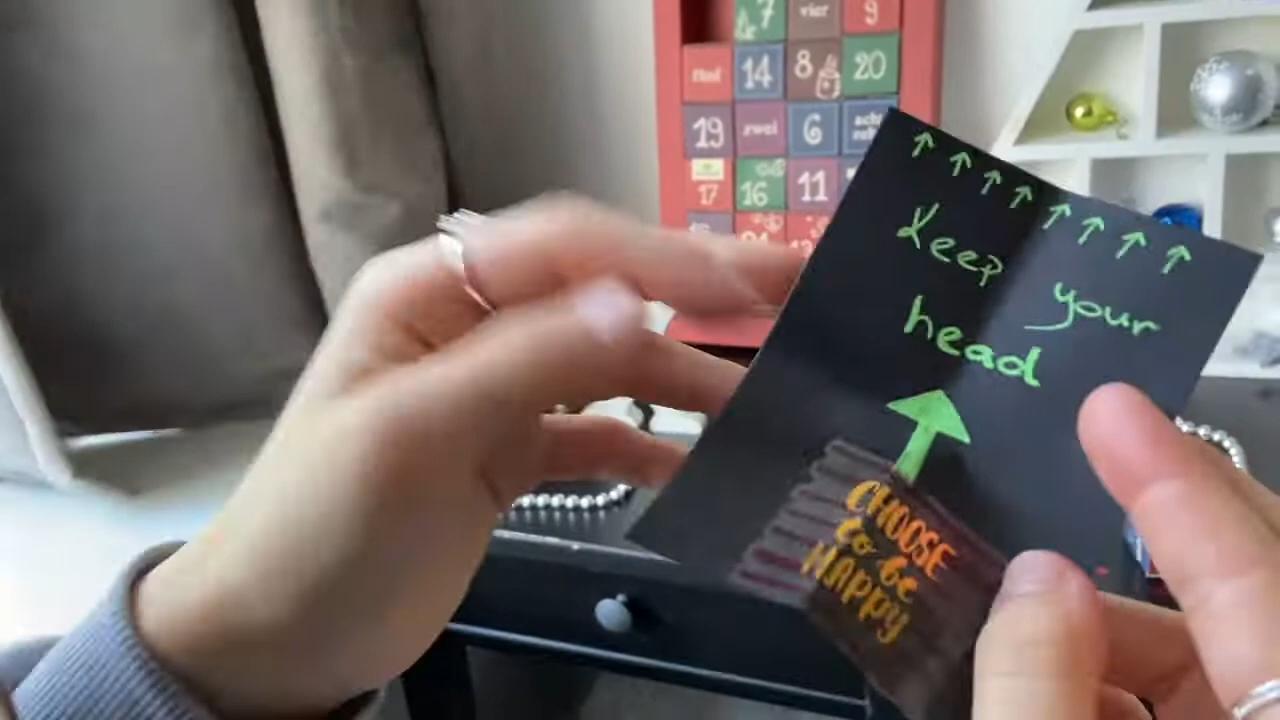 7 vier 9
fünf 14 8 20
19 zwei 6 acht
17 16 11
Keep your
head
CHOOSE
to be
HAPPY